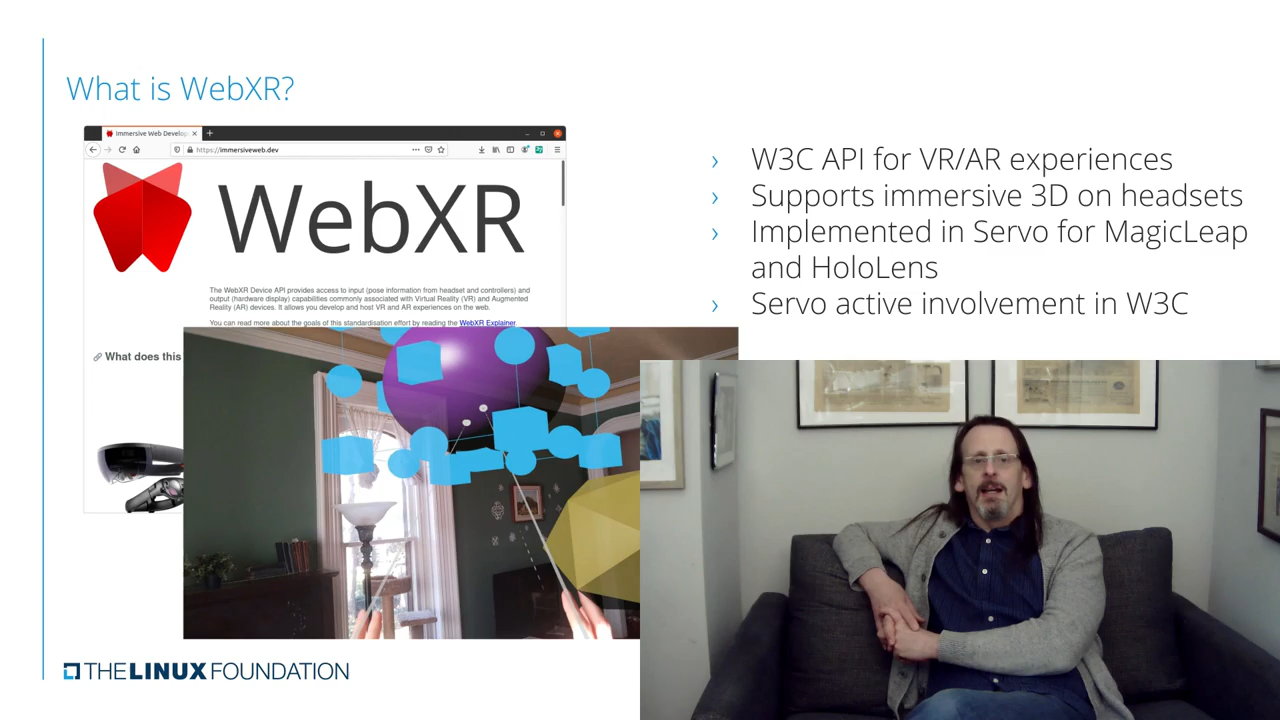 What is WebXR?
Immersive Web Develop
https://immersiveweb.dev
WebXR
The WebXR Device API provides access to input (pose information from headset and controllers) and
output (hardware display) capabilities commonly associated with Virtual Reality (VR) and Augmented
Reality (AR) devices. It allows you develop and host VR and AR experiences on the web.
You can read more about the goals of this standardisation effort by reading the WebXR Explainer.
What does this
› W3C API for VR/AR experiences
› Supports immersive 3D on headsets
› Implemented in Servo for MagicLeap
and HoloLens
› Servo active involvement in W3C
THE LINUX FOUNDATION